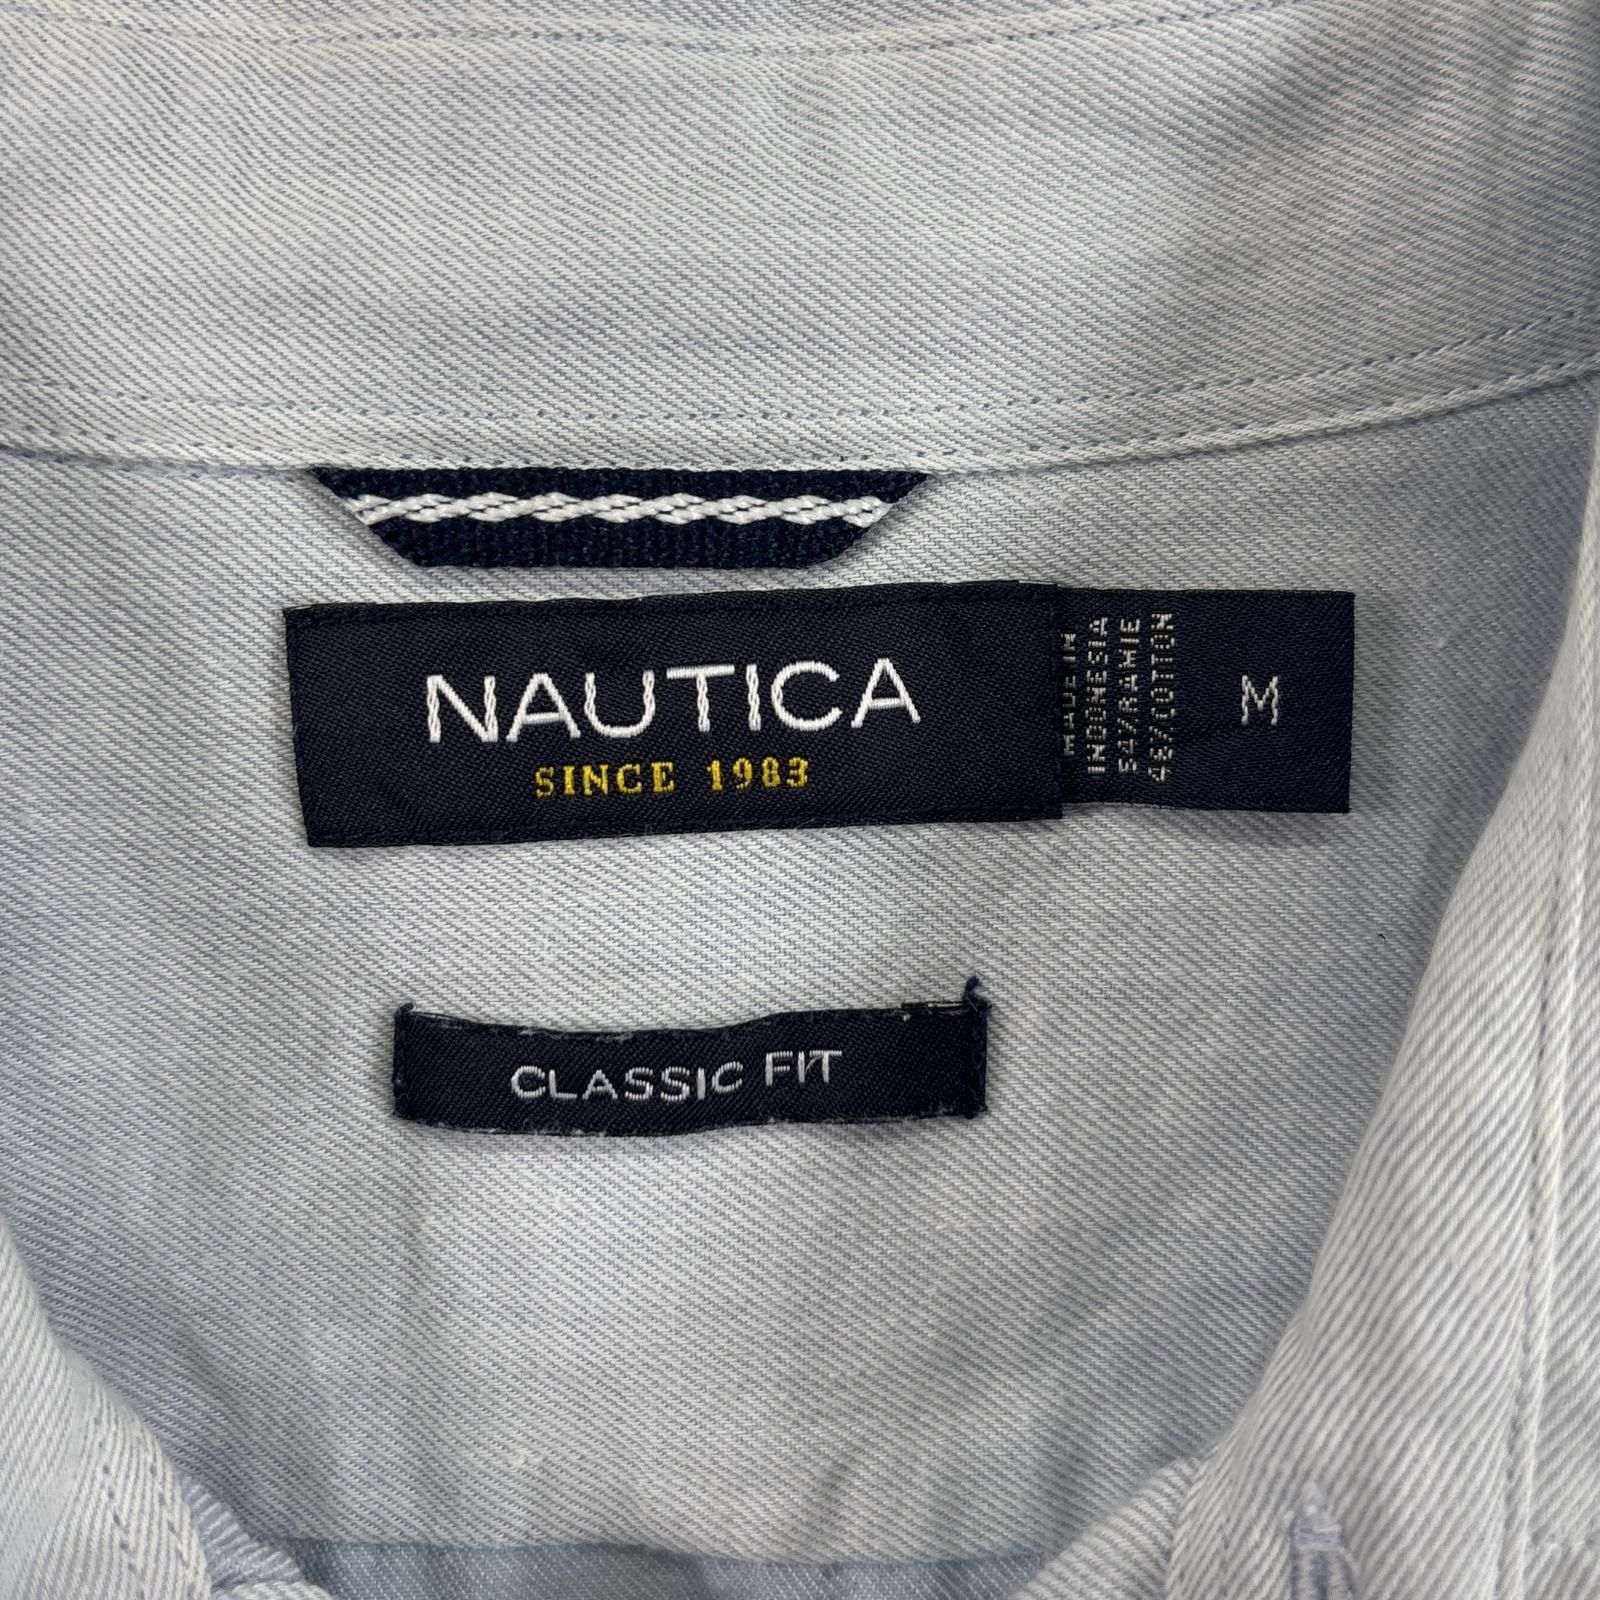 NAUTICA
SINCE 1983
MADE IN
INDONESIA
54%RAMIE
46%COTTON
M
CLASSIC FIT